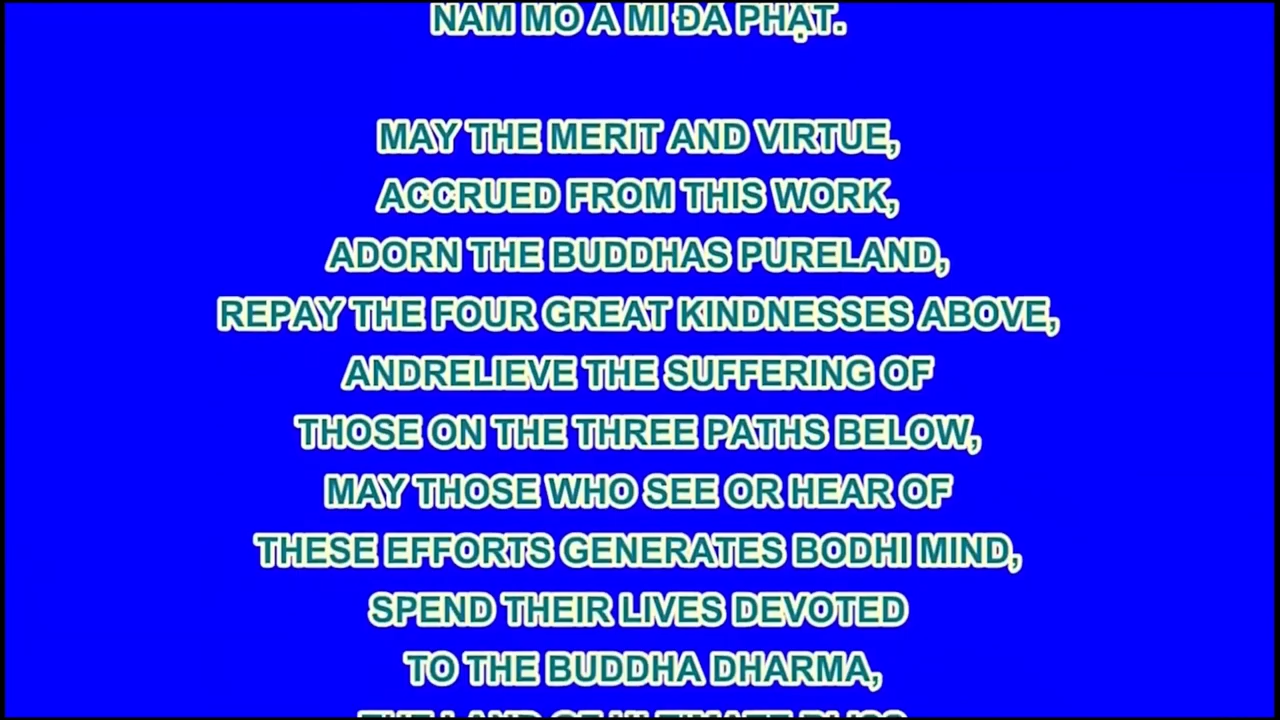 NAM MO A MI ĐA PHẬT.
MAY THE MERIT AND VIRTUE,
ACCRUED FROM THIS WORK,
ADORN THE BUDDHAS PURELAND,
REPAY THE FOUR GREAT KINDNESSES ABOVE,
ANDRELIEVE THE SUFFERING OF
THOSE ON THE THREE PATHS BELOW,
MAY THOSE WHO SEE OR HEAR OF
THESE EFFORTS GENERATES BODHI MIND,
SPEND THEIR LIVES DEVOTED
TO THE BUDDHA DHARMA,